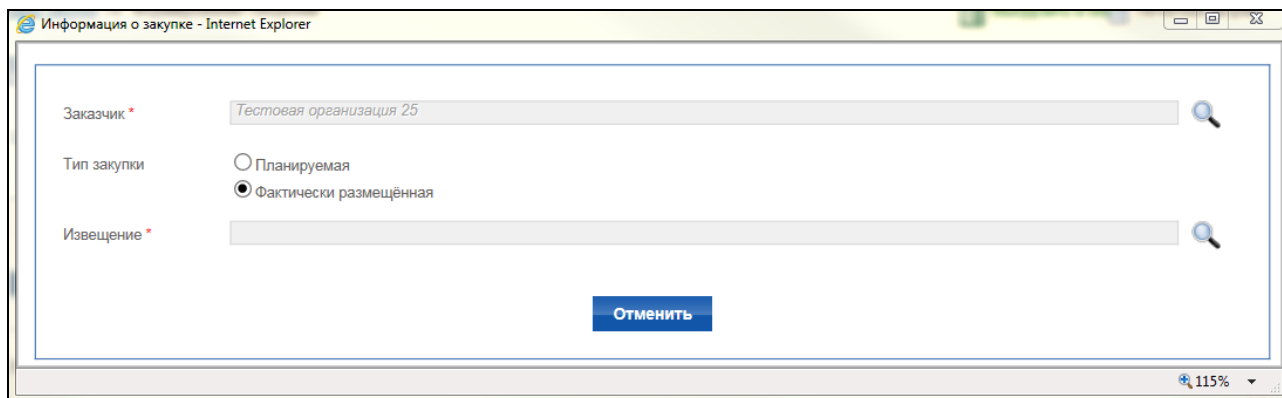 Информация о закупке - Internet Explorer
Заказчик * Тестовая организация 25
Тип закупки Планируемая
Фактически размещённая
Извещение *
Отменить
115%